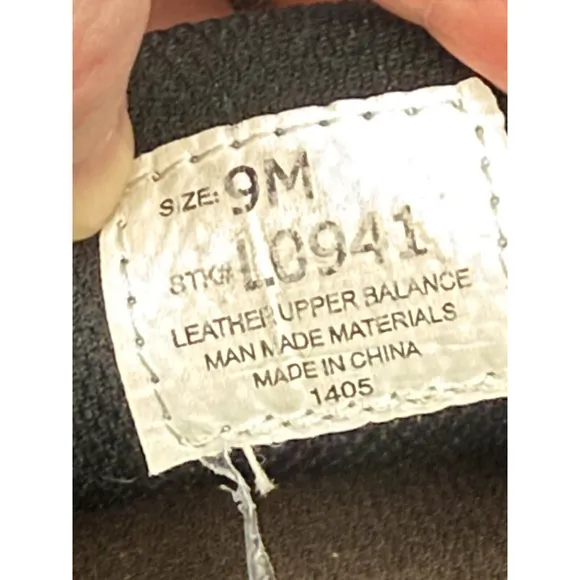 SIZE: 9M
STK# L0941
LEATHER UPPER BALANCE
MAN MADE MATERIALS
MADE IN CHINA
1405